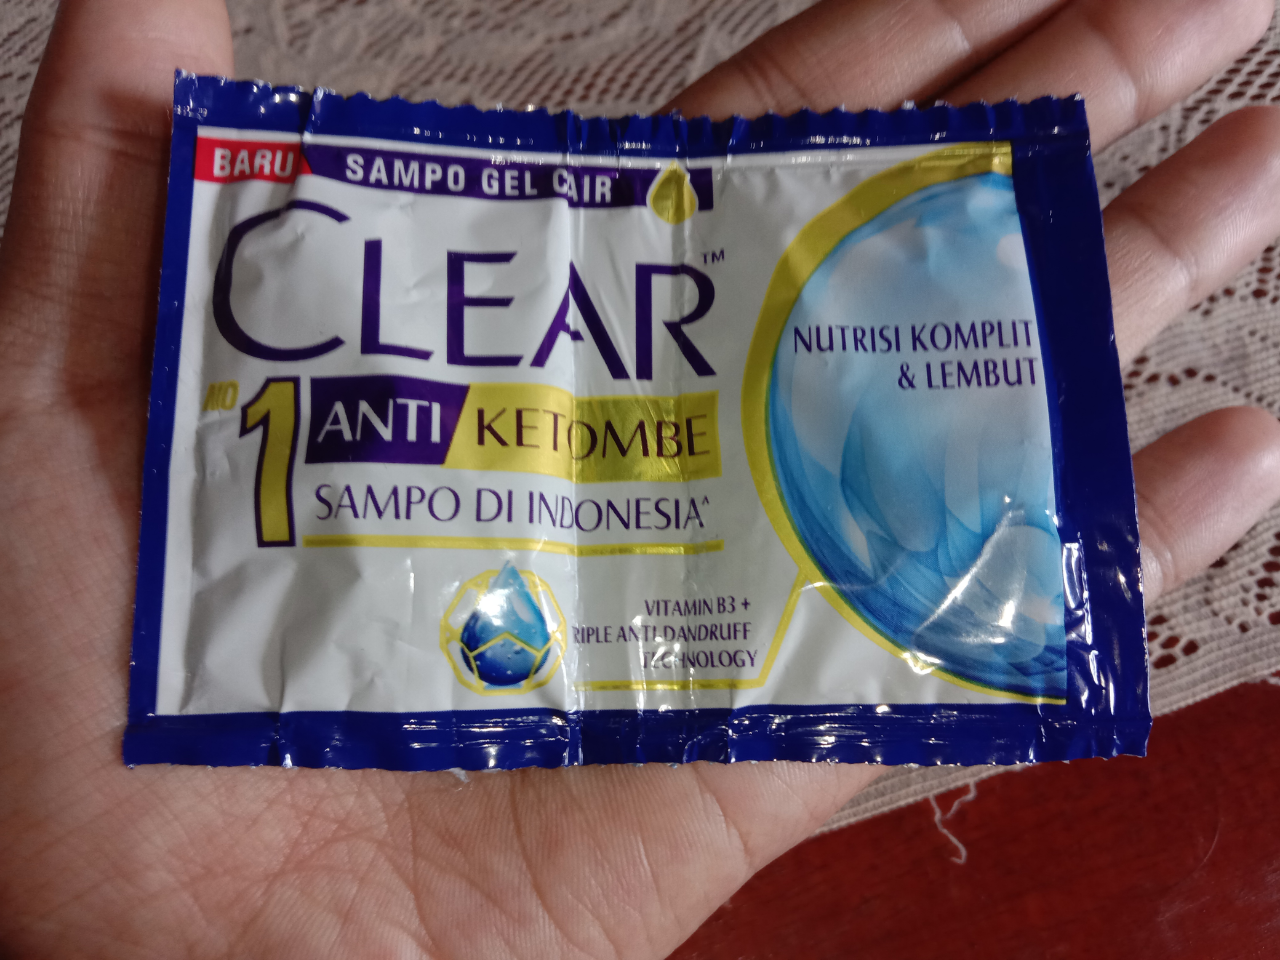 BARU SAMPO GEL CAIR
CLEAR™
NO 1 ANTI KETOMBE
SAMPO DI INDONESIA^
NUTRISI KOMPLIT
& LEMBUT
VITAMIN B3 +
RIPLE ANTI-DANDRUFF
TECHNOLOGY